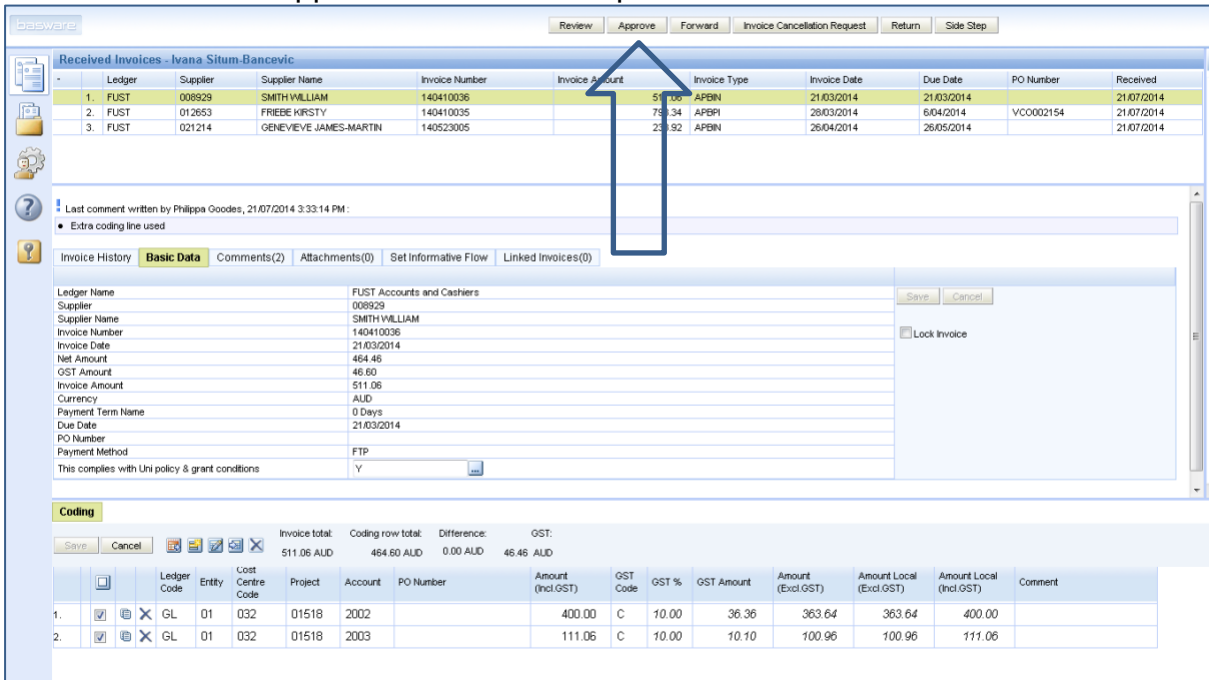 basware Review Approve Forward Invoice Cancellation Request Return Side Step
Received Invoices - Ivana Situm-Bancevic
- Ledger Supplier Supplier Name Invoice Number Invoice Amount Invoice Type Invoice Date Due Date PO Number Received
1. FUST 008929 SMITH WILLIAM 140410036 51 .06 APBIN 21/03/2014 21/03/2014 21/07/2014
2. FUST 012653 FRIEBE KIRSTY 140410035 79 .34 APBPI 28/03/2014 6/04/2014 VCO002154 21/07/2014
3. FUST 021214 GENEVIEVE JAMES-MARTIN 140523005 23 .92 APBIN 26/04/2014 26/05/2014 21/07/2014
Last comment written by Philippa Goodes, 21/07/2014 3:33:14 PM :
• Extra coding line used
Invoice History Basic Data Comments(2) Attachments(0) Set Informative Flow Linked Invoices(0)
Ledger Name FUST Accounts and Cashiers
Save Cancel
Supplier 008929
Supplier Name SMITH WILLIAM
Invoice Number 140410036
Lock Invoice
Invoice Date 21/03/2014
Net Amount 464.46
GST Amount 46.60
Invoice Amount 511.06
Currency AUD
Payment Term Name 0 Days
Due Date 21/03/2014
PO Number
Payment Method FTP
This complies with Uni policy & grant conditions Y ...
Coding
Save Cancel
Invoice total: Coding row total: Difference: GST:
511.06 AUD 464.60 AUD 0.00 AUD 46.46 AUD
Ledger Code Entity Cost Centre Code Project Account PO Number Amount (Incl.GST) GST Code GST % GST Amount Amount (Excl.GST) Amount Local (Excl.GST) Amount Local (Incl.GST) Comment
1. GL 01 032 01518 2002 400.00 C 10.00 36.36 363.64 363.64 400.00
2. GL 01 032 01518 2003 111.06 C 10.00 10.10 100.96 100.96 111.06